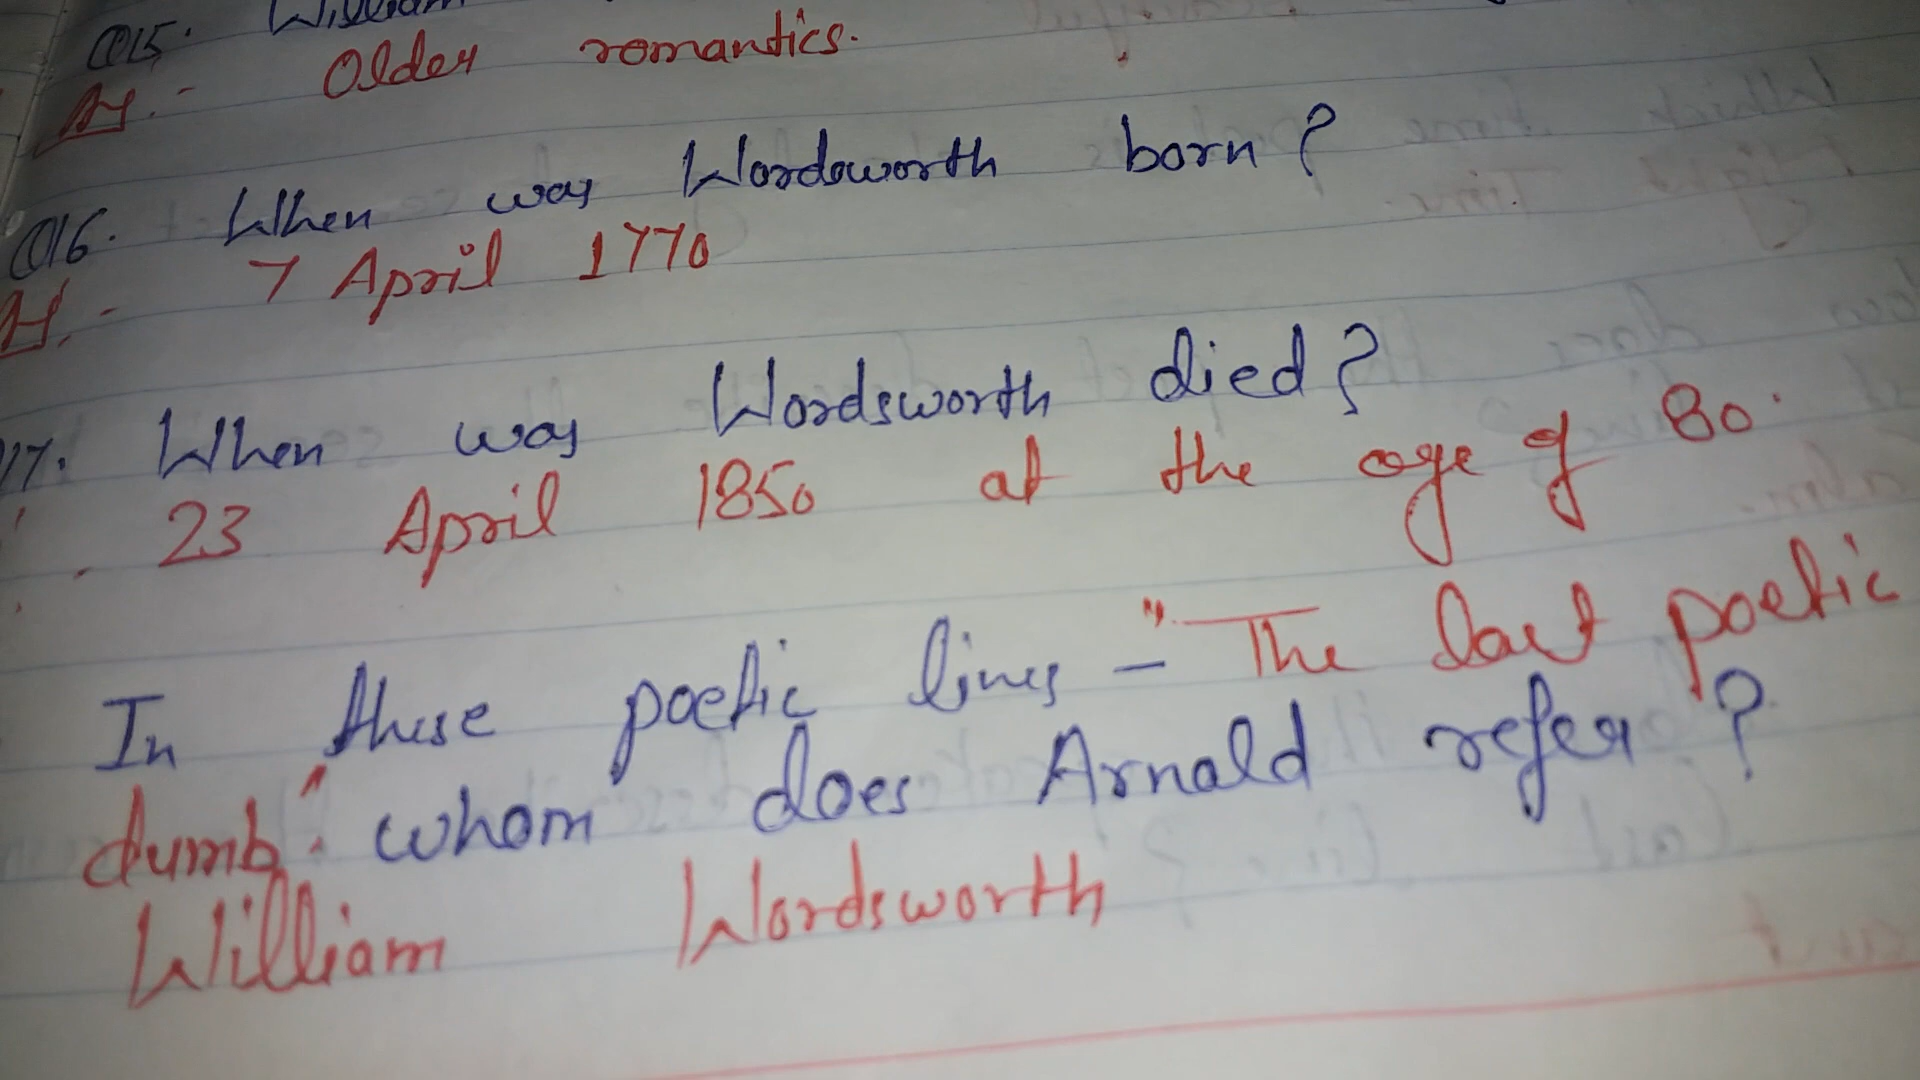 Q15. William
A.- Older romantics.
Q16. When was Wordsworth born?
A.- 7 April 1770
17. When was Wordsworth died?
23 April 1850 at the age of 80.
In these poetic lines - "The last poetic
dumb". whom does Arnald refer?
William Wordsworth